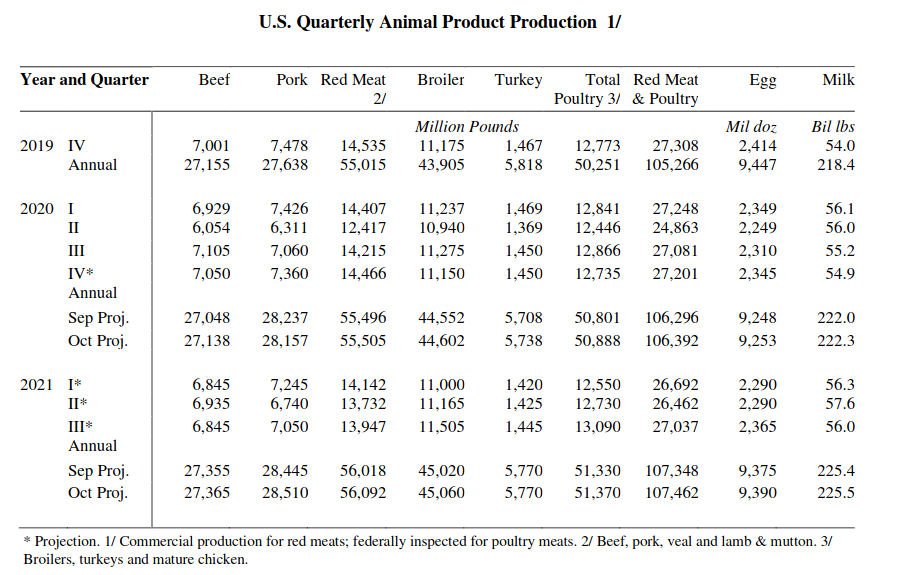 U.S. Quarterly Animal Product Production 1/
Year and Quarter Beef Pork Red Meat Broiler Turkey Total Red Meat Egg Milk
2/ Poultry 3/ & Poultry
Million Pounds Mil doz Bil lbs
2019 IV 7,001 7,478 14,535 11,175 1,467 12,773 27,308 2,414 54.0
Annual 27,155 27,638 55,015 43,905 5,818 50,251 105,266 9,447 218.4
2020 I 6,929 7,426 14,407 11,237 1,469 12,841 27,248 2,349 56.1
II 6,054 6,311 12,417 10,940 1,369 12,446 24,863 2,249 56.0
III 7,105 7,060 14,215 11,275 1,450 12,866 27,081 2,310 55.2
IV* 7,050 7,360 14,466 11,150 1,450 12,735 27,201 2,345 54.9
Annual
Sep Proj. 27,048 28,237 55,496 44,552 5,708 50,801 106,296 9,248 222.0
Oct Proj. 27,138 28,157 55,505 44,602 5,738 50,888 106,392 9,253 222.3
2021 I* 6,845 7,245 14,142 11,000 1,420 12,550 26,692 2,290 56.3
II* 6,935 6,740 13,732 11,165 1,425 12,730 26,462 2,290 57.6
III* 6,845 7,050 13,947 11,505 1,445 13,090 27,037 2,365 56.0
Annual
Sep Proj. 27,355 28,445 56,018 45,020 5,770 51,330 107,348 9,375 225.4
Oct Proj. 27,365 28,510 56,092 45,060 5,770 51,370 107,462 9,390 225.5
* Projection. 1/ Commercial production for red meats; federally inspected for poultry meats. 2/ Beef, pork, veal and lamb & mutton. 3/
Broilers, turkeys and mature chicken.